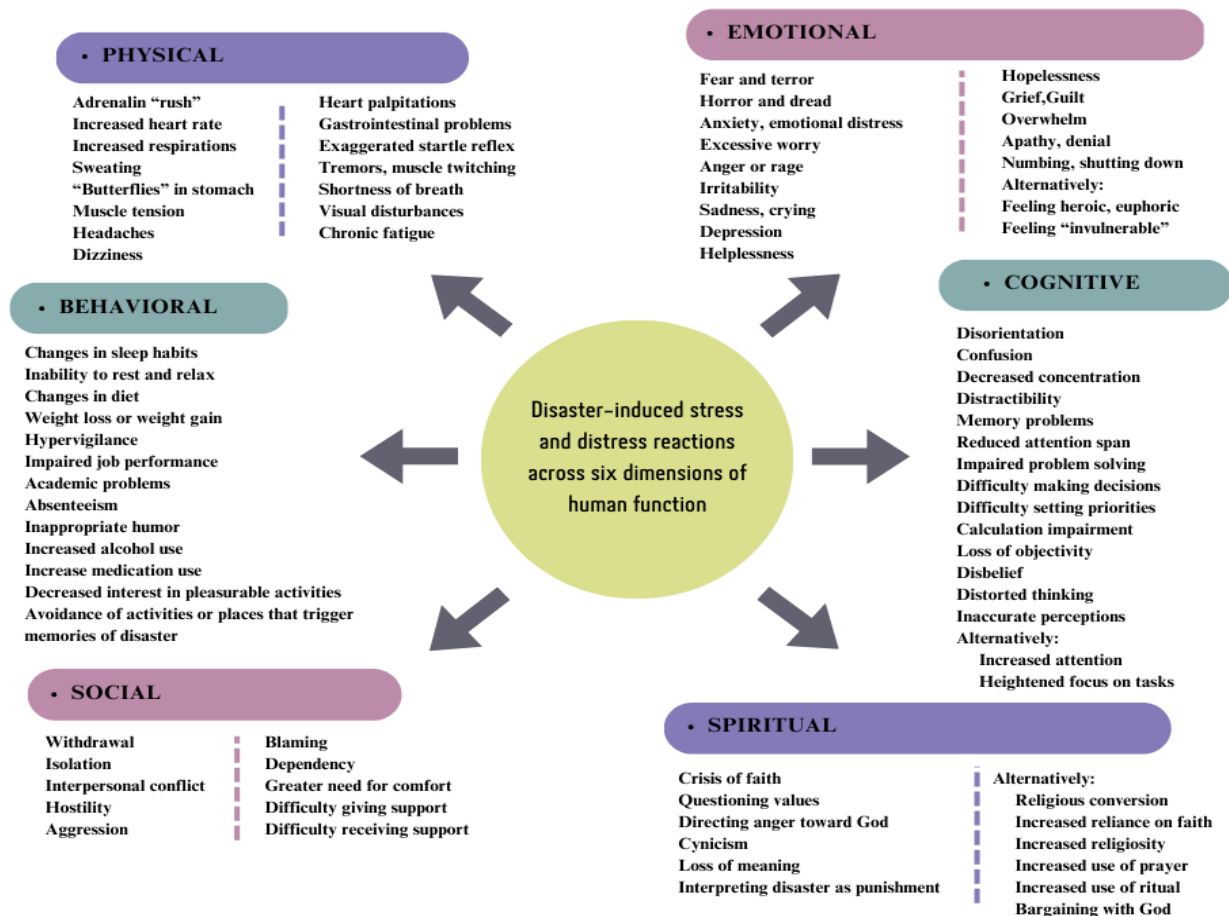 • PHYSICAL
Adrenalin “rush”
Increased heart rate
Increased respirations
Sweating
“Butterflies” in stomach
Muscle tension
Headaches
Dizziness
Heart palpitations
Gastrointestinal problems
Exaggerated startle reflex
Tremors, muscle twitching
Shortness of breath
Visual disturbances
Chronic fatigue
• EMOTIONAL
Fear and terror
Horror and dread
Anxiety, emotional distress
Excessive worry
Anger or rage
Irritability
Sadness, crying
Depression
Helplessness
Hopelessness
Grief,Guilt
Overwhelm
Apathy, denial
Numbing, shutting down
Alternatively:
Feeling heroic, euphoric
Feeling “invulnerable”
• BEHAVIORAL
Changes in sleep habits
Inability to rest and relax
Changes in diet
Weight loss or weight gain
Hypervigilance
Impaired job performance
Academic problems
Absenteeism
Inappropriate humor
Increased alcohol use
Increase medication use
Decreased interest in pleasurable activities
Avoidance of activities or places that trigger
memories of disaster
Disaster-induced stress
and distress reactions
across six dimensions of
human function
• COGNITIVE
Disorientation
Confusion
Decreased concentration
Distractibility
Memory problems
Reduced attention span
Impaired problem solving
Difficulty making decisions
Difficulty setting priorities
Calculation impairment
Loss of objectivity
Disbelief
Distorted thinking
Inaccurate perceptions
Alternatively:
Increased attention
Heightened focus on tasks
• SOCIAL
Withdrawal
Isolation
Interpersonal conflict
Hostility
Aggression
Blaming
Dependency
Greater need for comfort
Difficulty giving support
Difficulty receiving support
• SPIRITUAL
Crisis of faith
Questioning values
Directing anger toward God
Cynicism
Loss of meaning
Interpreting disaster as punishment
Alternatively:
Religious conversion
Increased reliance on faith
Increased religiosity
Increased use of prayer
Increased use of ritual
Bargaining with God